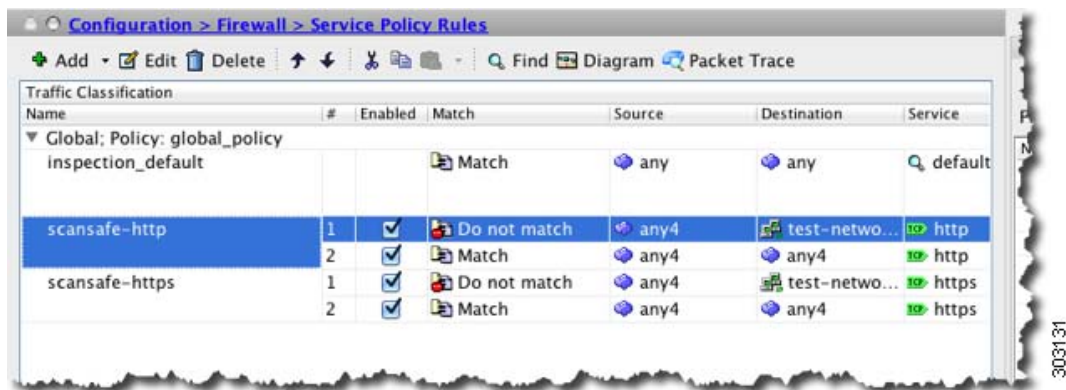 Configuration > Firewall > Service Policy Rules
Add Edit Delete Find Diagram Packet Trace
Traffic Classification
Name # Enabled Match Source Destination Service
Global; Policy: global_policy
inspection_default Match any any default
scansafe-http 1 Do not match any4 test-netwo... http
2 Match any4 any4 http
scansafe-https 1 Do not match any4 test-netwo... https
2 Match any4 any4 https
303131